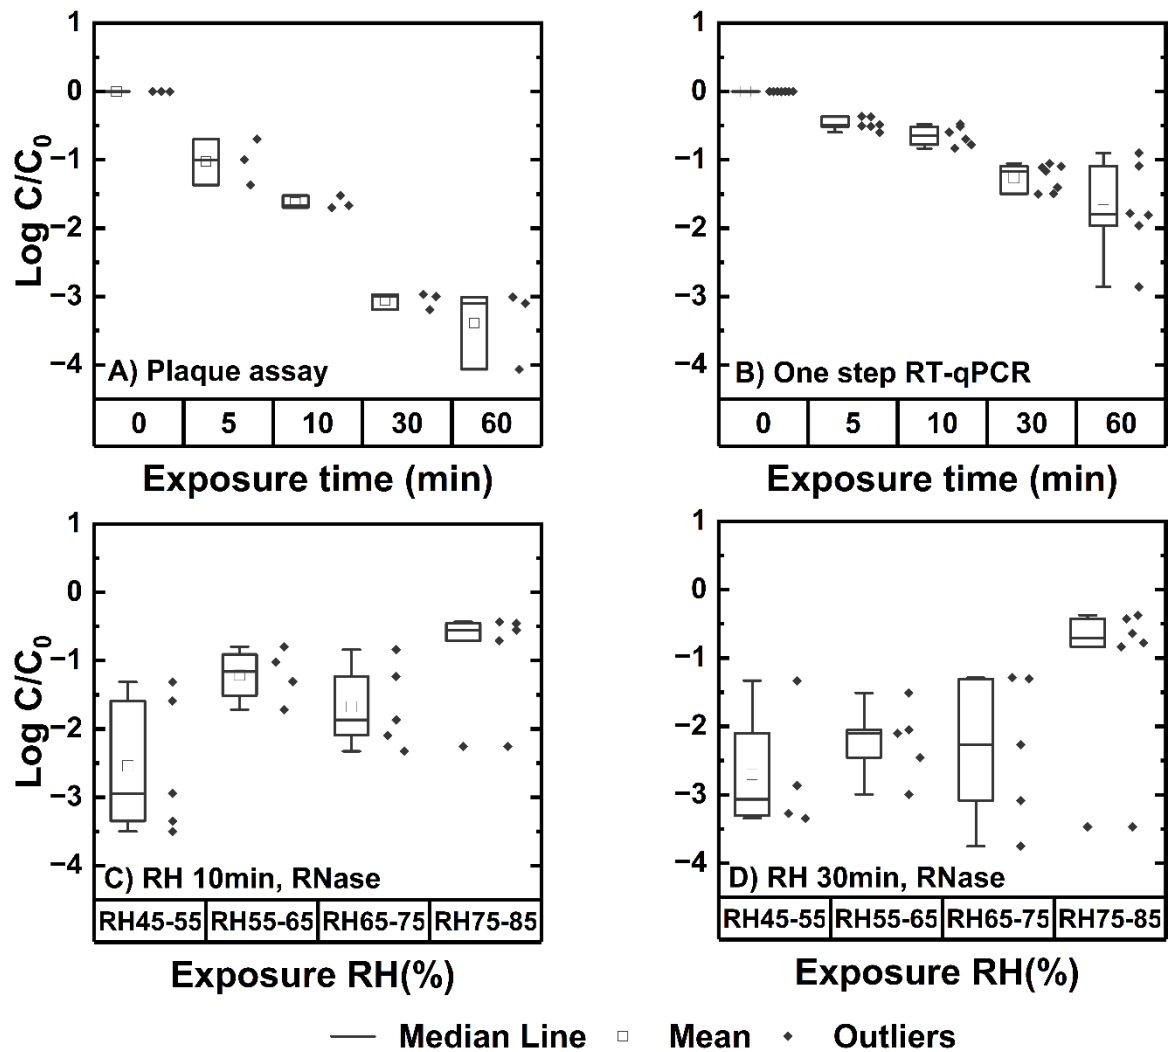 1
0
−1
−2
−3
−4
Log C/C0
A) Plaque assay
0 5 10 30 60
Exposure time (min)
1
0
−1
−2
−3
−4
B) One step RT-qPCR
0 5 10 30 60
Exposure time (min)
1
0
−1
−2
−3
−4
Log C/C0
C) RH 10min, RNase
RH45-55 RH55-65 RH65-75 RH75-85
Exposure RH(%)
1
0
−1
−2
−3
−4
D) RH 30min, RNase
RH45-55 RH55-65 RH65-75 RH75-85
Exposure RH(%)
Median Line Mean Outliers